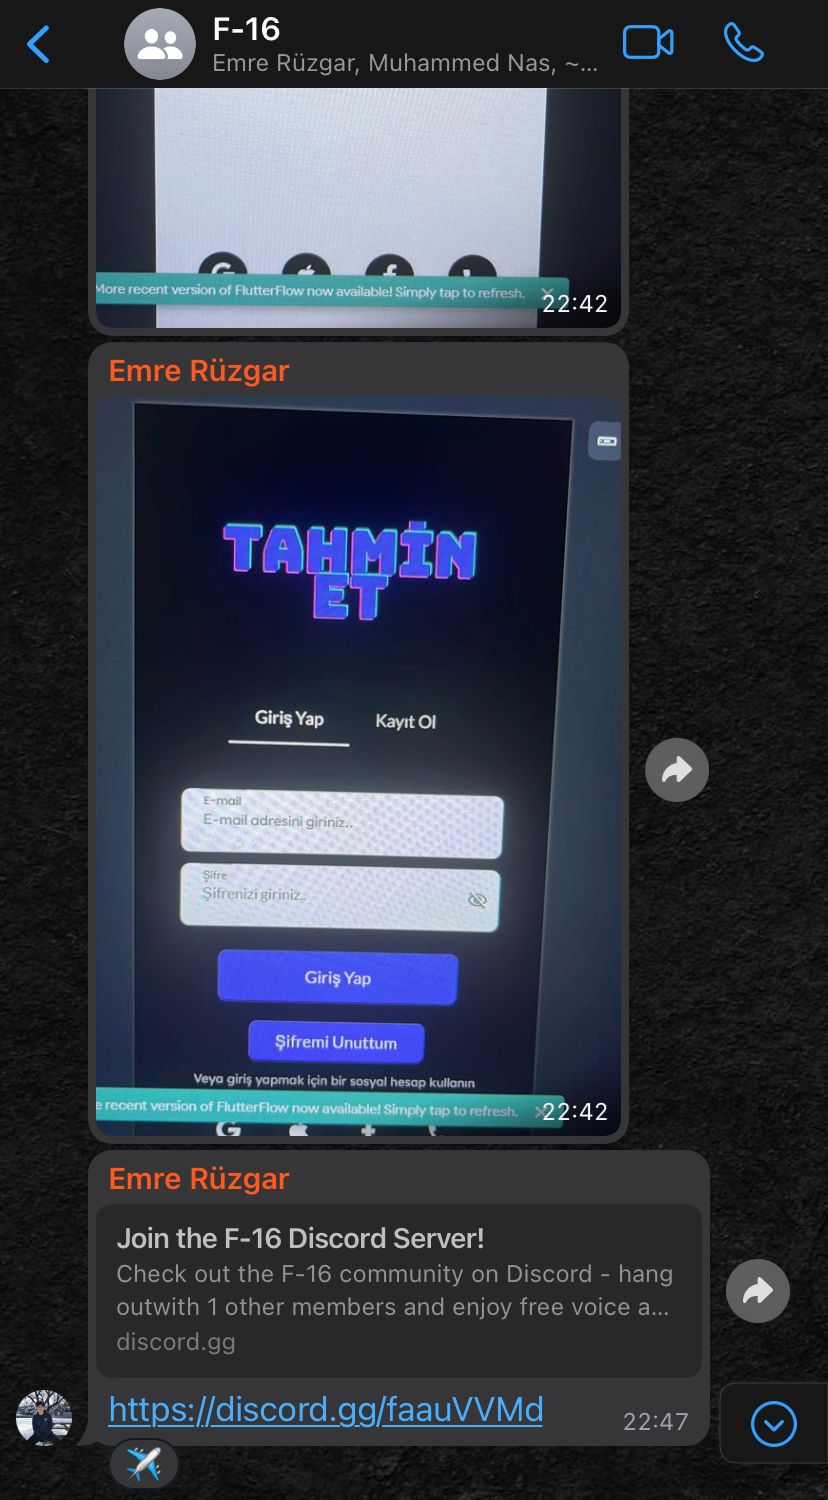 F-16
Emre Rüzgar, Muhammed Nas, ~...
More recent version of FlutterFlow now available! Simply tap to refresh.
22:42
Emre Rüzgar
TAHMİN
ET
Giriş Yap
Kayıt Ol
E-mail
E-mail adresini giriniz..
Şifre
Şifrenizi giriniz..
Giriş Yap
Şifremi Unuttum
Veya giriş yapmak için bir sosyal hesap kullanın
e recent version of FlutterFlow now available! Simply tap to refresh.
22:42
Emre Rüzgar
Join the F-16 Discord Server!
Check out the F-16 community on Discord - hang
outwith 1 other members and enjoy free voice a...
discord.gg
https://discord.gg/faauVVMd
22:47